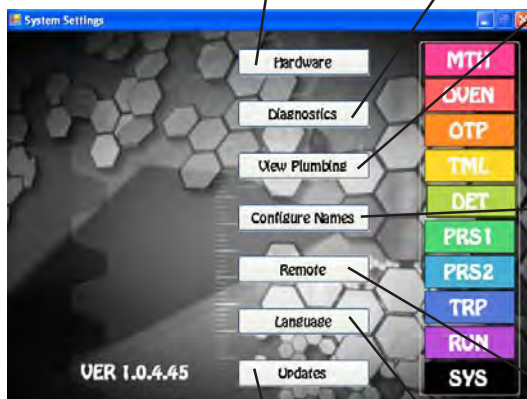 System Settings
Hardware
Diagnostics
View Plumbing
Configure Names
Remote
Language
Updates
VER 1.0.4.45
MTH
OVEN
OTP
TML
DET
PRS1
PRS2
TRP
RUN
SYS